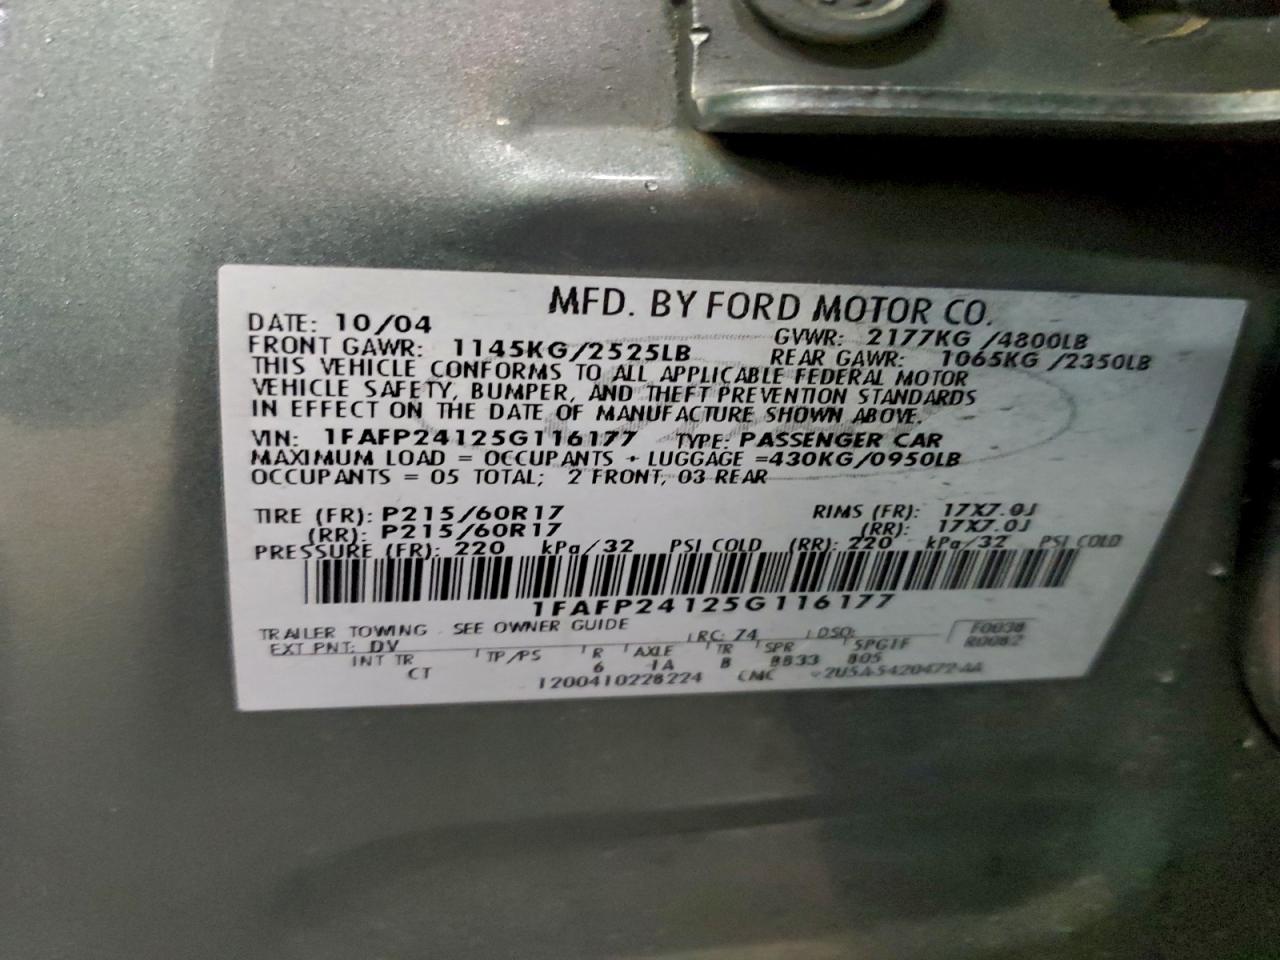 MFD. BY FORD MOTOR CO.
DATE: 10/04 GVWR: 2177KG /4800LB
FRONT GAWR: 1145KG/2525LB REAR GAWR: 1065KG /2350LB
THIS VEHICLE CONFORMS TO ALL APPLICABLE FEDERAL MOTOR
VEHICLE SAFETY, BUMPER, AND THEFT PREVENTION STANDARDS
IN EFFECT ON THE DATE OF MANUFACTURE SHOWN ABOVE.
VIN: 1FAFP24125G116177 TYPE: PASSENGER CAR
MAXIMUM LOAD = OCCUPANTS + LUGGAGE =430KG/0950LB
OCCUPANTS = 05 TOTAL; 2 FRONT, 03 REAR
TIRE (FR): P215/60R17 RIMS (FR): 17X7.0J
(RR): P215/60R17 (RR): 17X7.0J
PRESSURE (FR): 220 kPa/32 PSI COLD (RR): 220 kPa/32 PSI COLD
1FAFP24125G116177
TRAILER TOWING SEE OWNER GUIDE
EXT PNT: DV RC: 74 DSO: F0038
R0082
INT TR TP/PS R AXLE TR SPR
CT 6 1A B BB33 805
1200410228224 CMC